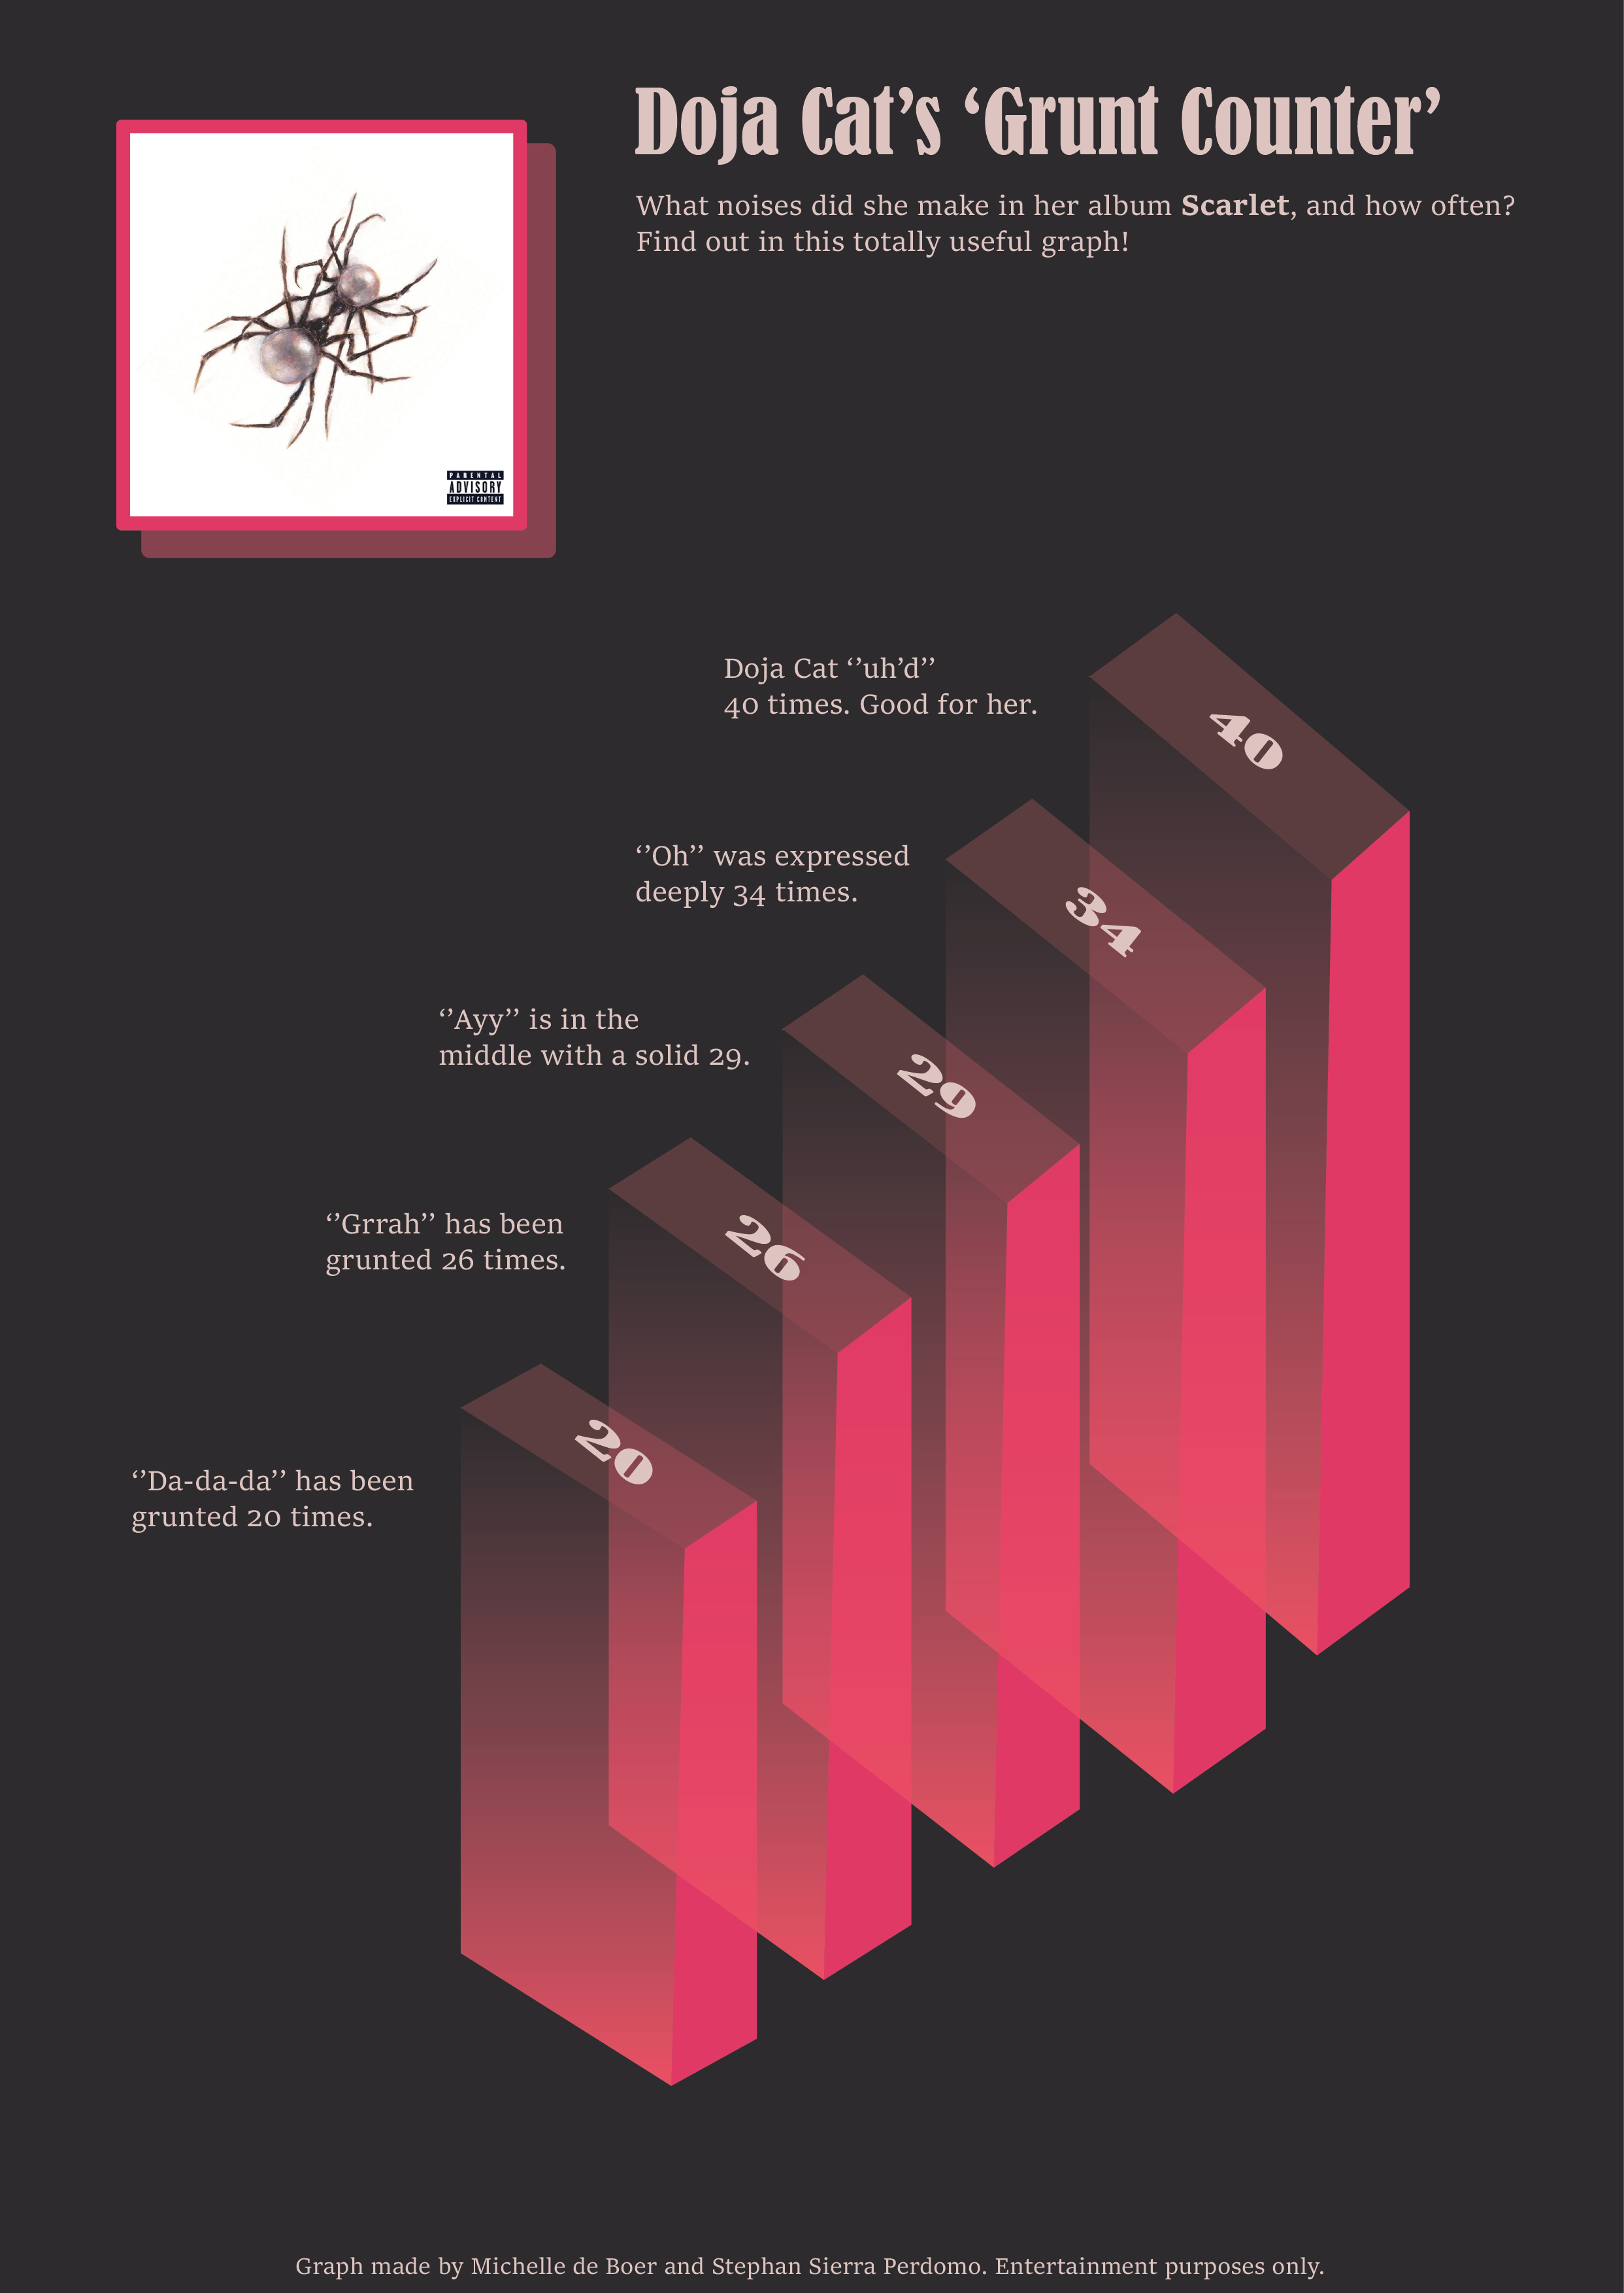 Doja Cat’s ‘Grunt Counter’
What noises did she make in her album Scarlet, and how often?
Find out in this totally useful graph!
PARENTAL
ADVISORY
EXPLICIT CONTENT
Doja Cat ‘’uh’d’’
40 times. Good for her.
40
‘’Oh’’ was expressed
deeply 34 times.
34
‘’Ayy’’ is in the
middle with a solid 29.
29
‘’Grrah’’ has been
grunted 26 times.
26
‘’Da-da-da’’ has been
grunted 20 times.
20
Graph made by Michelle de Boer and Stephan Sierra Perdomo. Entertainment purposes only.